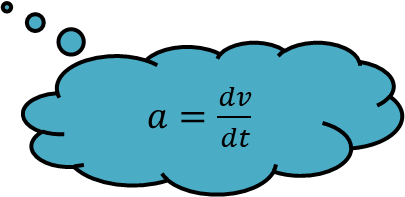 a = dv/dt